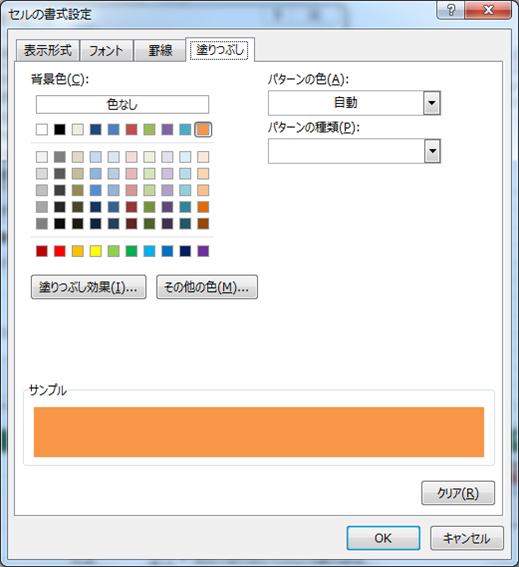 セルの書式設定
表示形式 フォント 罫線 塗りつぶし
背景色(C):
色なし
パターンの色(A):
自動
パターンの種類(P):
塗りつぶし効果(I)... その他の色(M)...
サンプル
クリア(R)
OK キャンセル